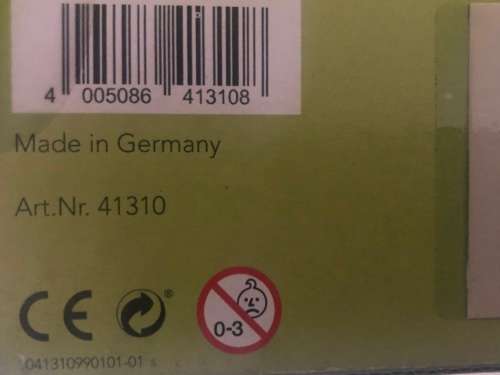 4 005086 413108
Made in Germany
Art.Nr. 41310
CE ®
0-3
041310990101-01